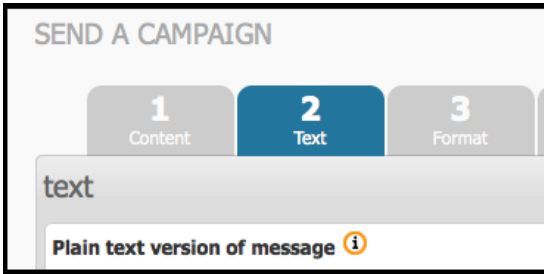 SEND A CAMPAIGN
1 2 3
Content Text Format
text
Plain text version of message i